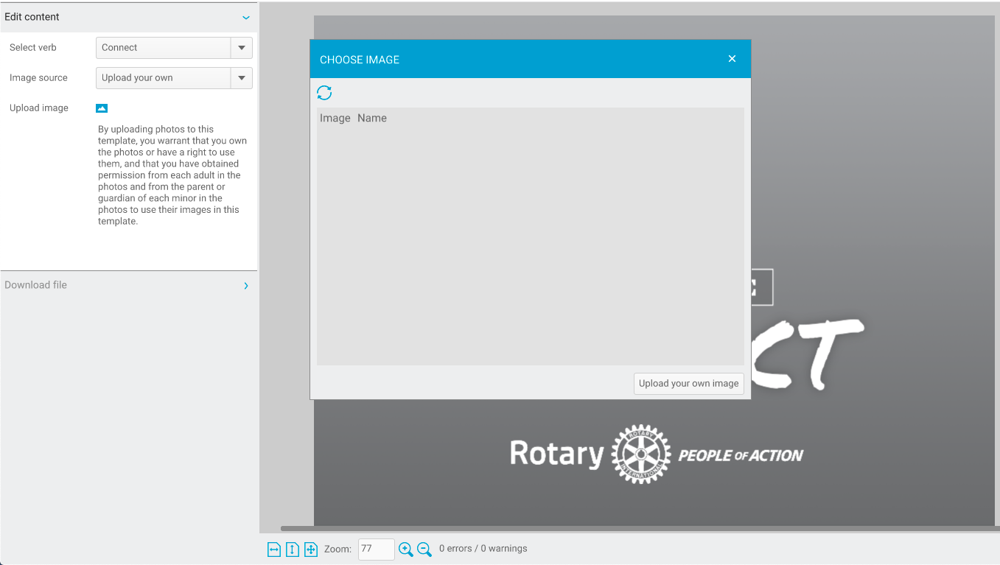 Edit content
Select verb
Connect
Image source
Upload your own
Upload image
By uploading photos to this
template, you warrant that you own
the photos or have a right to use
them, and that you have obtained
permission from each adult in the
photos and from the parent or
guardian of each minor in the
photos to use their images in this
template.
Download file
CHOOSE IMAGE
Image Name
Upload your own image
CT
Rotary
ROTARY
INTERNATIONAL
PEOPLE OF ACTION
Zoom:
77
0 errors / 0 warnings